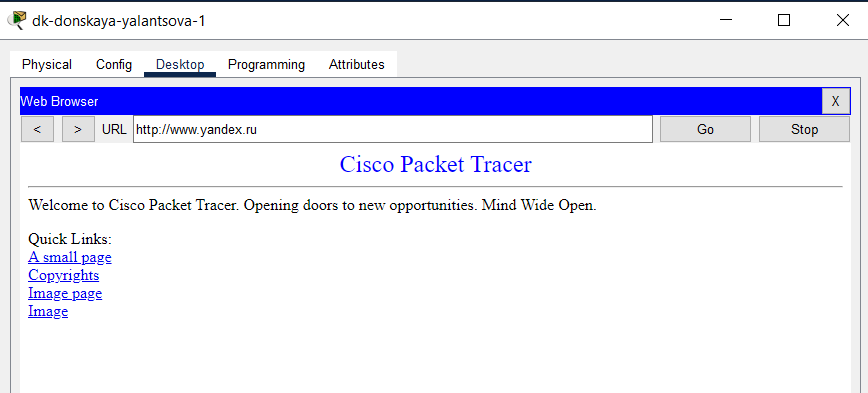 dk-donskaya-yalantsova-1
Physical Config Desktop Programming Attributes
Web Browser X
< > URL http://www.yandex.ru Go Stop
Cisco Packet Tracer
Welcome to Cisco Packet Tracer. Opening doors to new opportunities. Mind Wide Open.
Quick Links:
A small page
Copyrights
Image page
Image